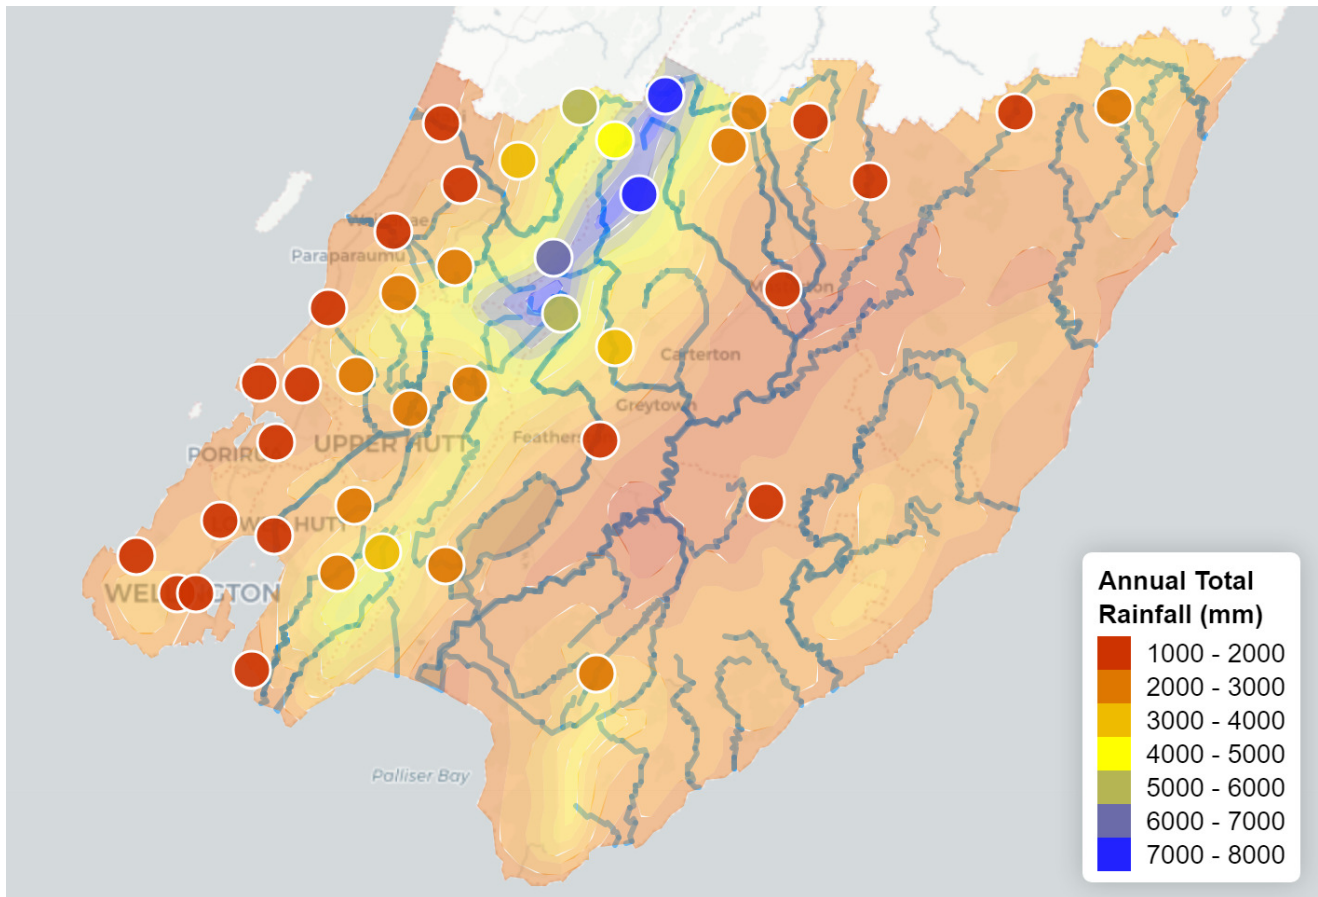 Paraparaumu
Carterton
Greytown
UPPER HUTT
WELLINGTON
Palliser Bay
Annual Total
Rainfall (mm)
1000 - 2000
2000 - 3000
3000 - 4000
4000 - 5000
5000 - 6000
6000 - 7000
7000 - 8000